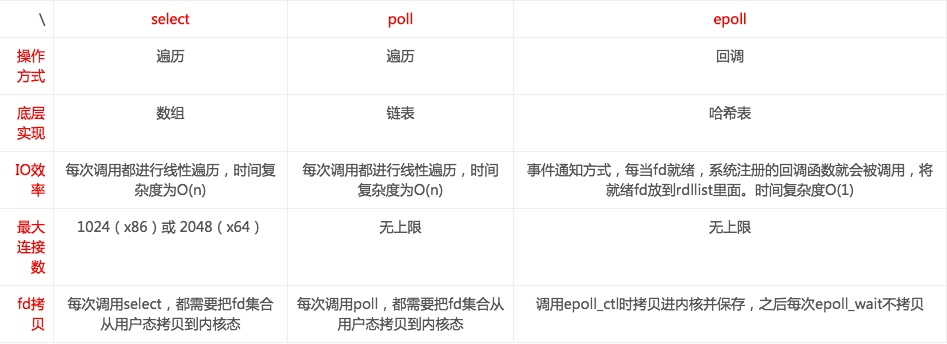 \ select poll epoll
操作
方式 遍历 遍历 回调
底层
实现 数组 链表 哈希表
IO效
率 每次调用都进行线性遍历，时间复
杂度为O(n) 每次调用都进行线性遍历，时间
复杂度为O(n) 事件通知方式，每当fd就绪，系统注册的回调函数就会被调用，将
就绪fd放到rdllist里面。时间复杂度O(1)
最大
连接
数 1024（x86）或 2048（x64） 无上限 无上限
fd拷
贝 每次调用select，都需要把fd集合
从用户态拷贝到内核态 每次调用poll，都需要把fd集合从
用户态拷贝到内核态 调用epoll_ctl时拷贝进内核并保存，之后每次epoll_wait不拷贝